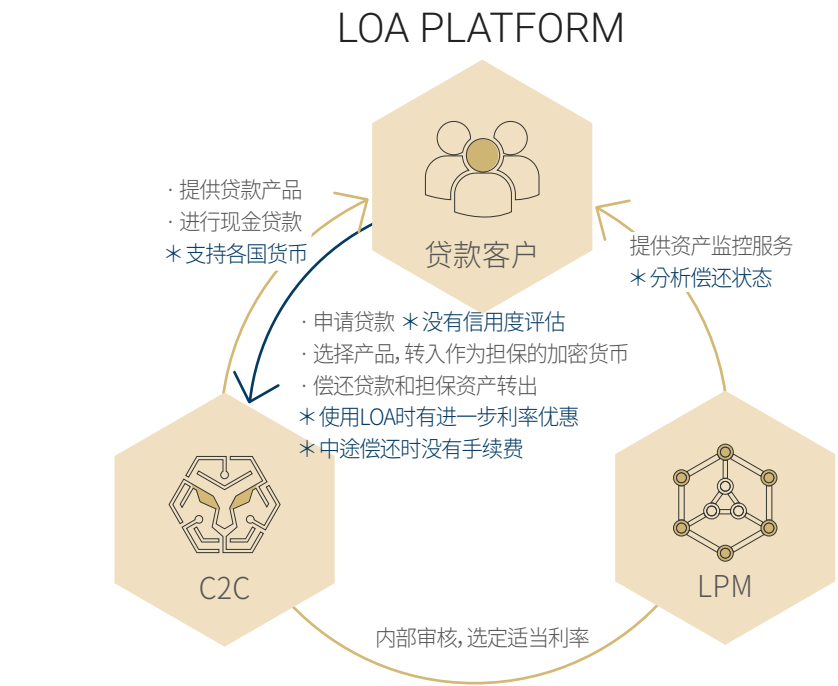 LOA PLATFORM
· 提供贷款产品
· 进行现金贷款
＊支持各国货币
贷款客户
提供资产监控服务
＊分析偿还状态
· 申请贷款 ＊没有信用度评估
· 选择产品, 转入作为担保的加密货币
· 偿还贷款和担保资产转出
＊使用LOA时有进一步利率优惠
＊中途偿还时没有手续费
C2C
LPM
内部审核, 选定适当利率